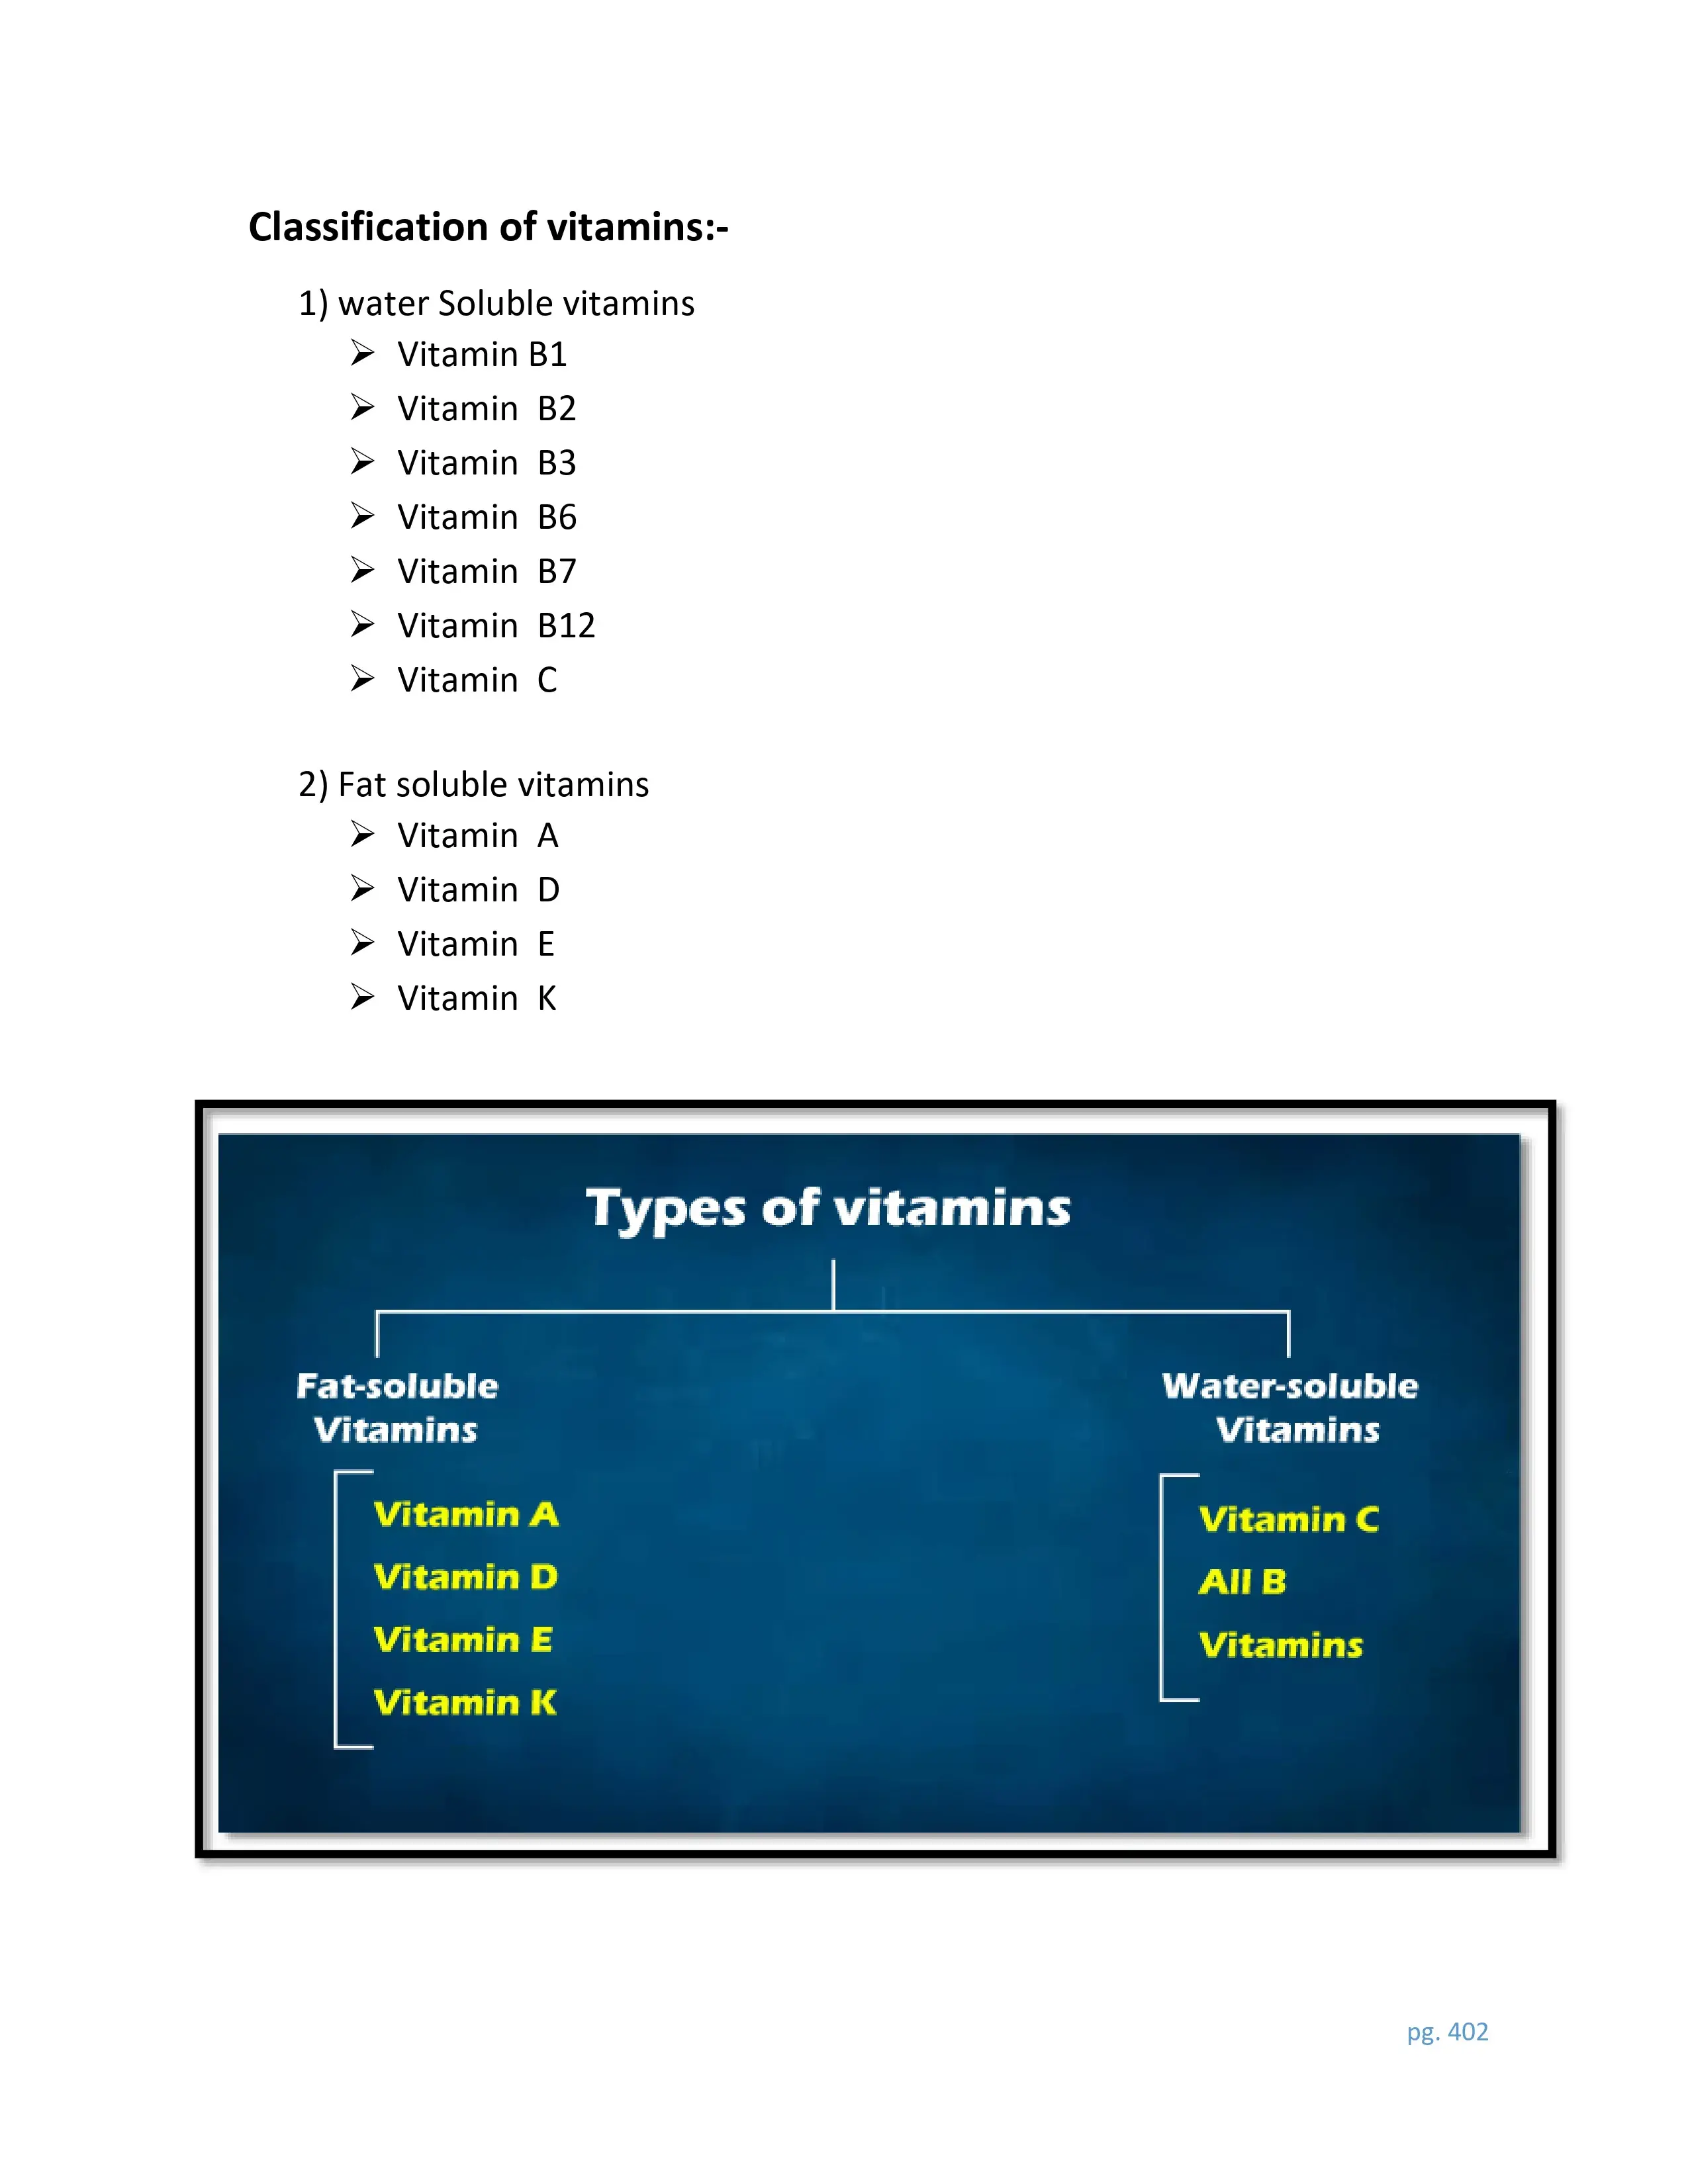 Classification of vitamins:-
1) water Soluble vitamins
➢ Vitamin B1
➢ Vitamin  B2
➢ Vitamin  B3
➢ Vitamin  B6
➢ Vitamin  B7
➢ Vitamin  B12
➢ Vitamin  C
2) Fat soluble vitamins
➢ Vitamin  A
➢ Vitamin  D
➢ Vitamin  E
➢ Vitamin  K
Types of vitamins
Fat-soluble
Vitamins
Vitamin A
Vitamin D
Vitamin E
Vitamin K
Water-soluble
Vitamins
Vitamin C
All B
Vitamins
pg. 402